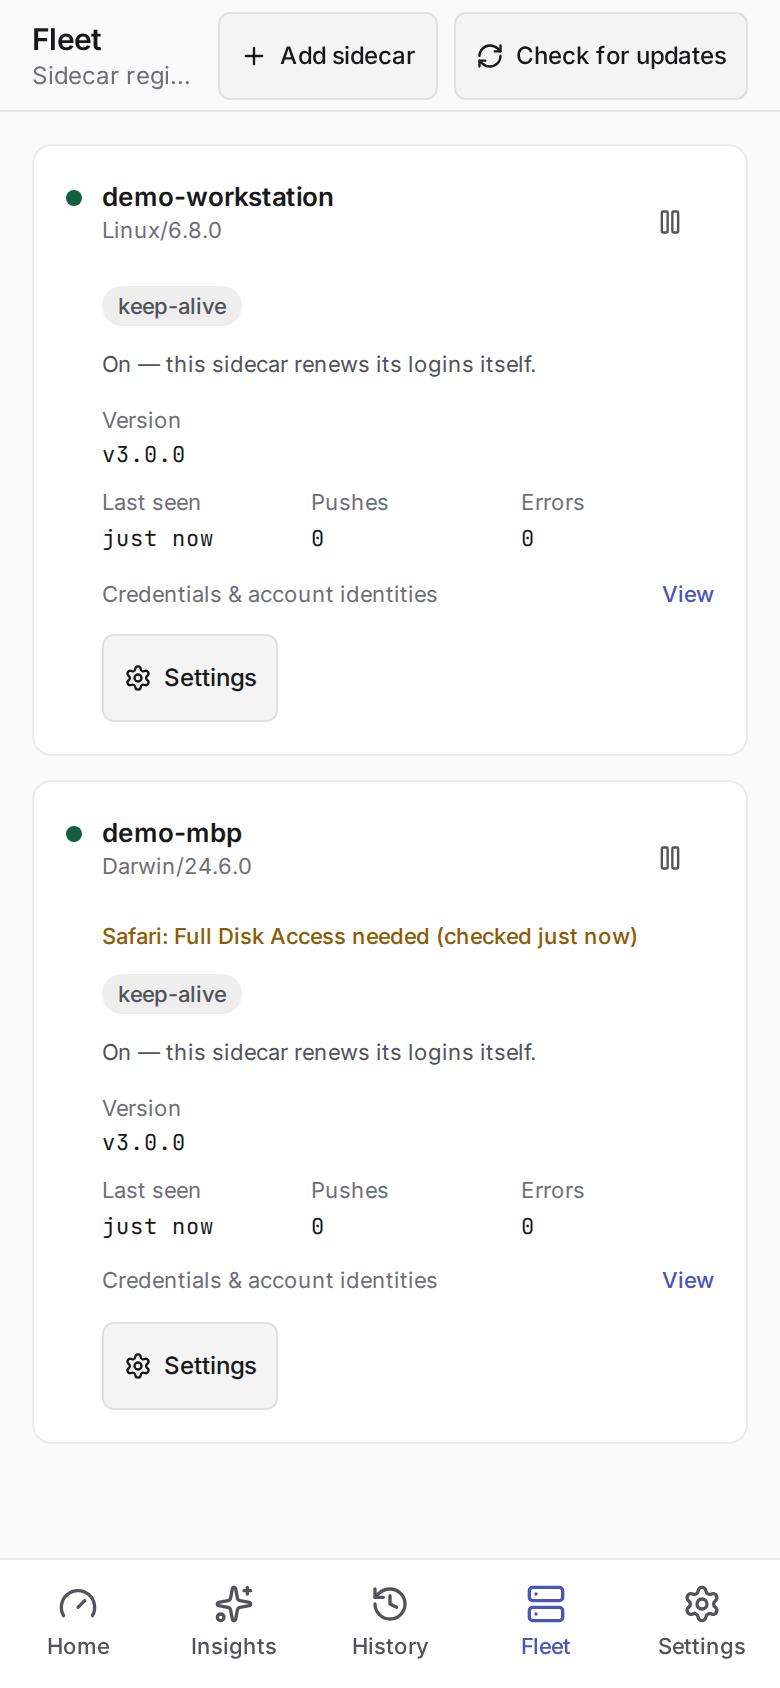 Fleet
Sidecar regi...
Add sidecar
Check for updates
demo-workstation
Linux/6.8.0
keep-alive
On — this sidecar renews its logins itself.
Version
v3.0.0
Last seen Pushes Errors
just now 0 0
Credentials & account identities View
Settings
demo-mbp
Darwin/24.6.0
Safari: Full Disk Access needed (checked just now)
keep-alive
On — this sidecar renews its logins itself.
Version
v3.0.0
Last seen Pushes Errors
just now 0 0
Credentials & account identities View
Settings
Home Insights History Fleet Settings